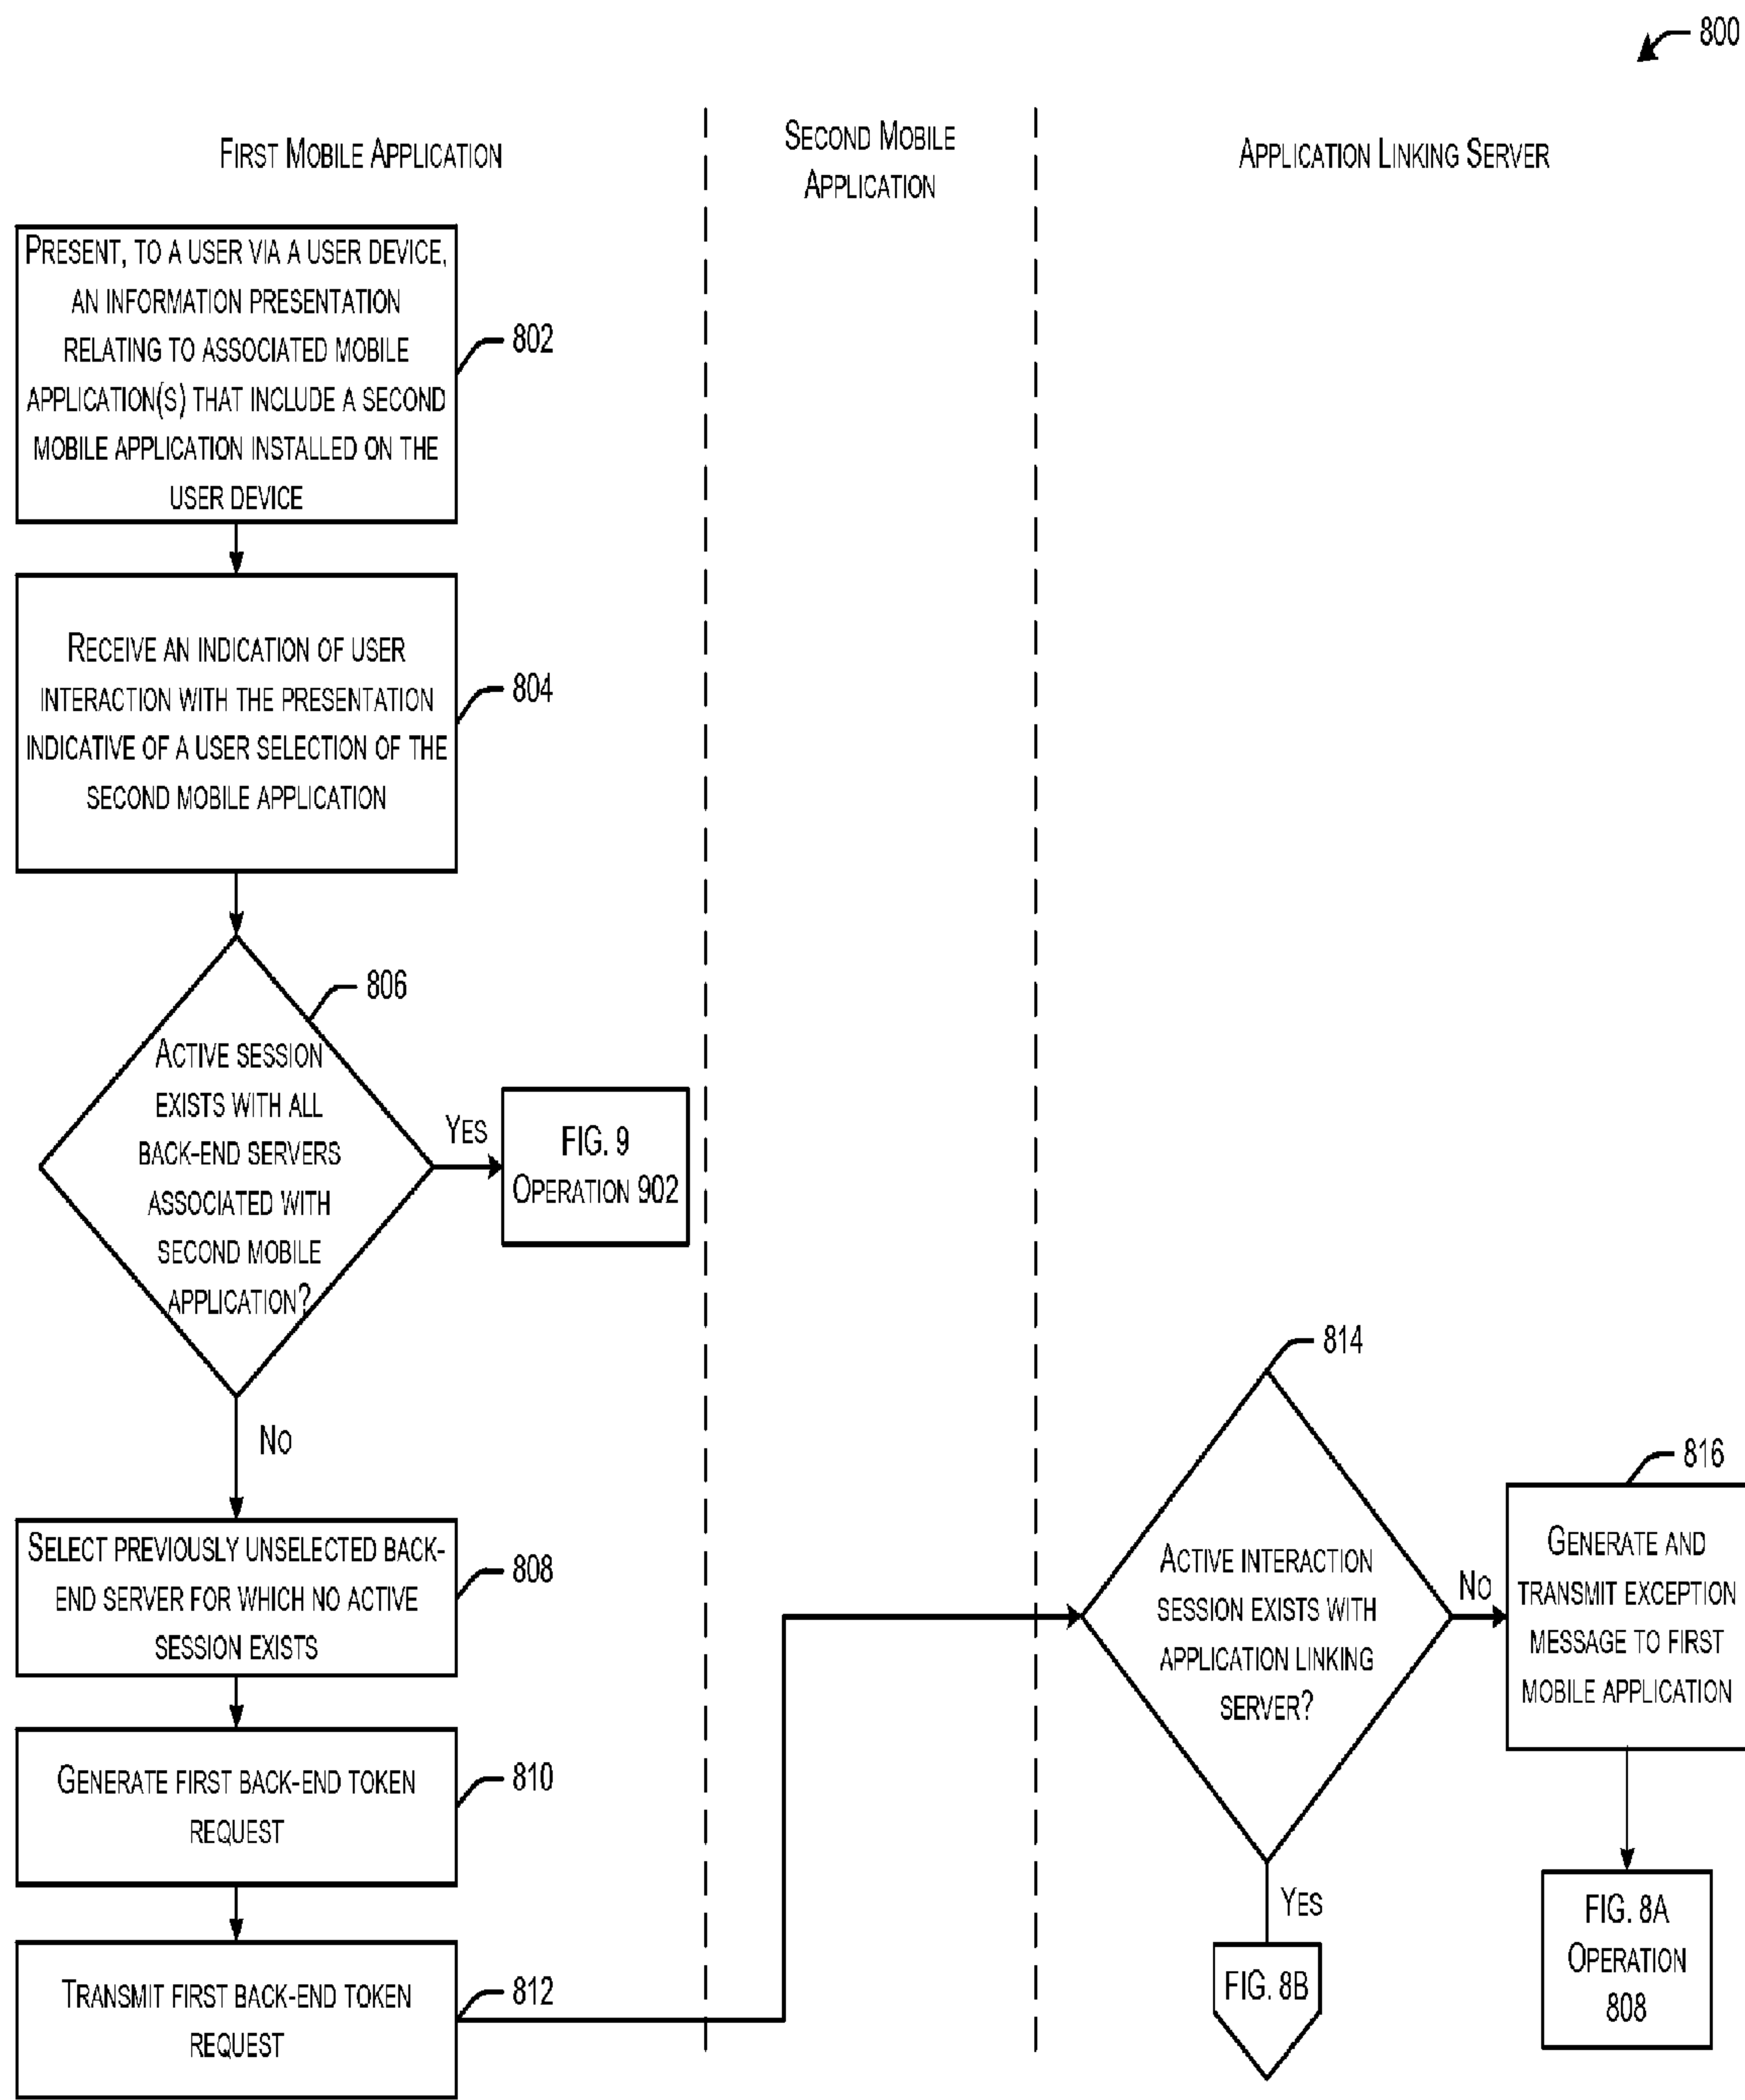 800
FIRST MOBILE APPLICATION
SECOND MOBILE
APPLICATION
APPLICATION LINKING SERVER
PRESENT, TO A USER VIA A USER DEVICE,
AN INFORMATION PRESENTATION
RELATING TO ASSOCIATED MOBILE
APPLICATION(S) THAT INCLUDE A SECOND
MOBILE APPLICATION INSTALLED ON THE
USER DEVICE
802
RECEIVE AN INDICATION OF USER
INTERACTION WITH THE PRESENTATION
INDICATIVE OF A USER SELECTION OF THE
SECOND MOBILE APPLICATION
804
806
ACTIVE SESSION
EXISTS WITH ALL
BACK-END SERVERS
ASSOCIATED WITH
SECOND MOBILE
APPLICATION?
YES
FIG. 9
OPERATION 902
NO
SELECT PREVIOUSLY UNSELECTED BACK-
END SERVER FOR WHICH NO ACTIVE
SESSION EXISTS
808
GENERATE FIRST BACK-END TOKEN
REQUEST
810
TRANSMIT FIRST BACK-END TOKEN
REQUEST
812
814
ACTIVE INTERACTION
SESSION EXISTS WITH
APPLICATION LINKING
SERVER?
NO
816
GENERATE AND
TRANSMIT EXCEPTION
MESSAGE TO FIRST
MOBILE APPLICATION
YES
FIG. 8B
FIG. 8A
OPERATION
808